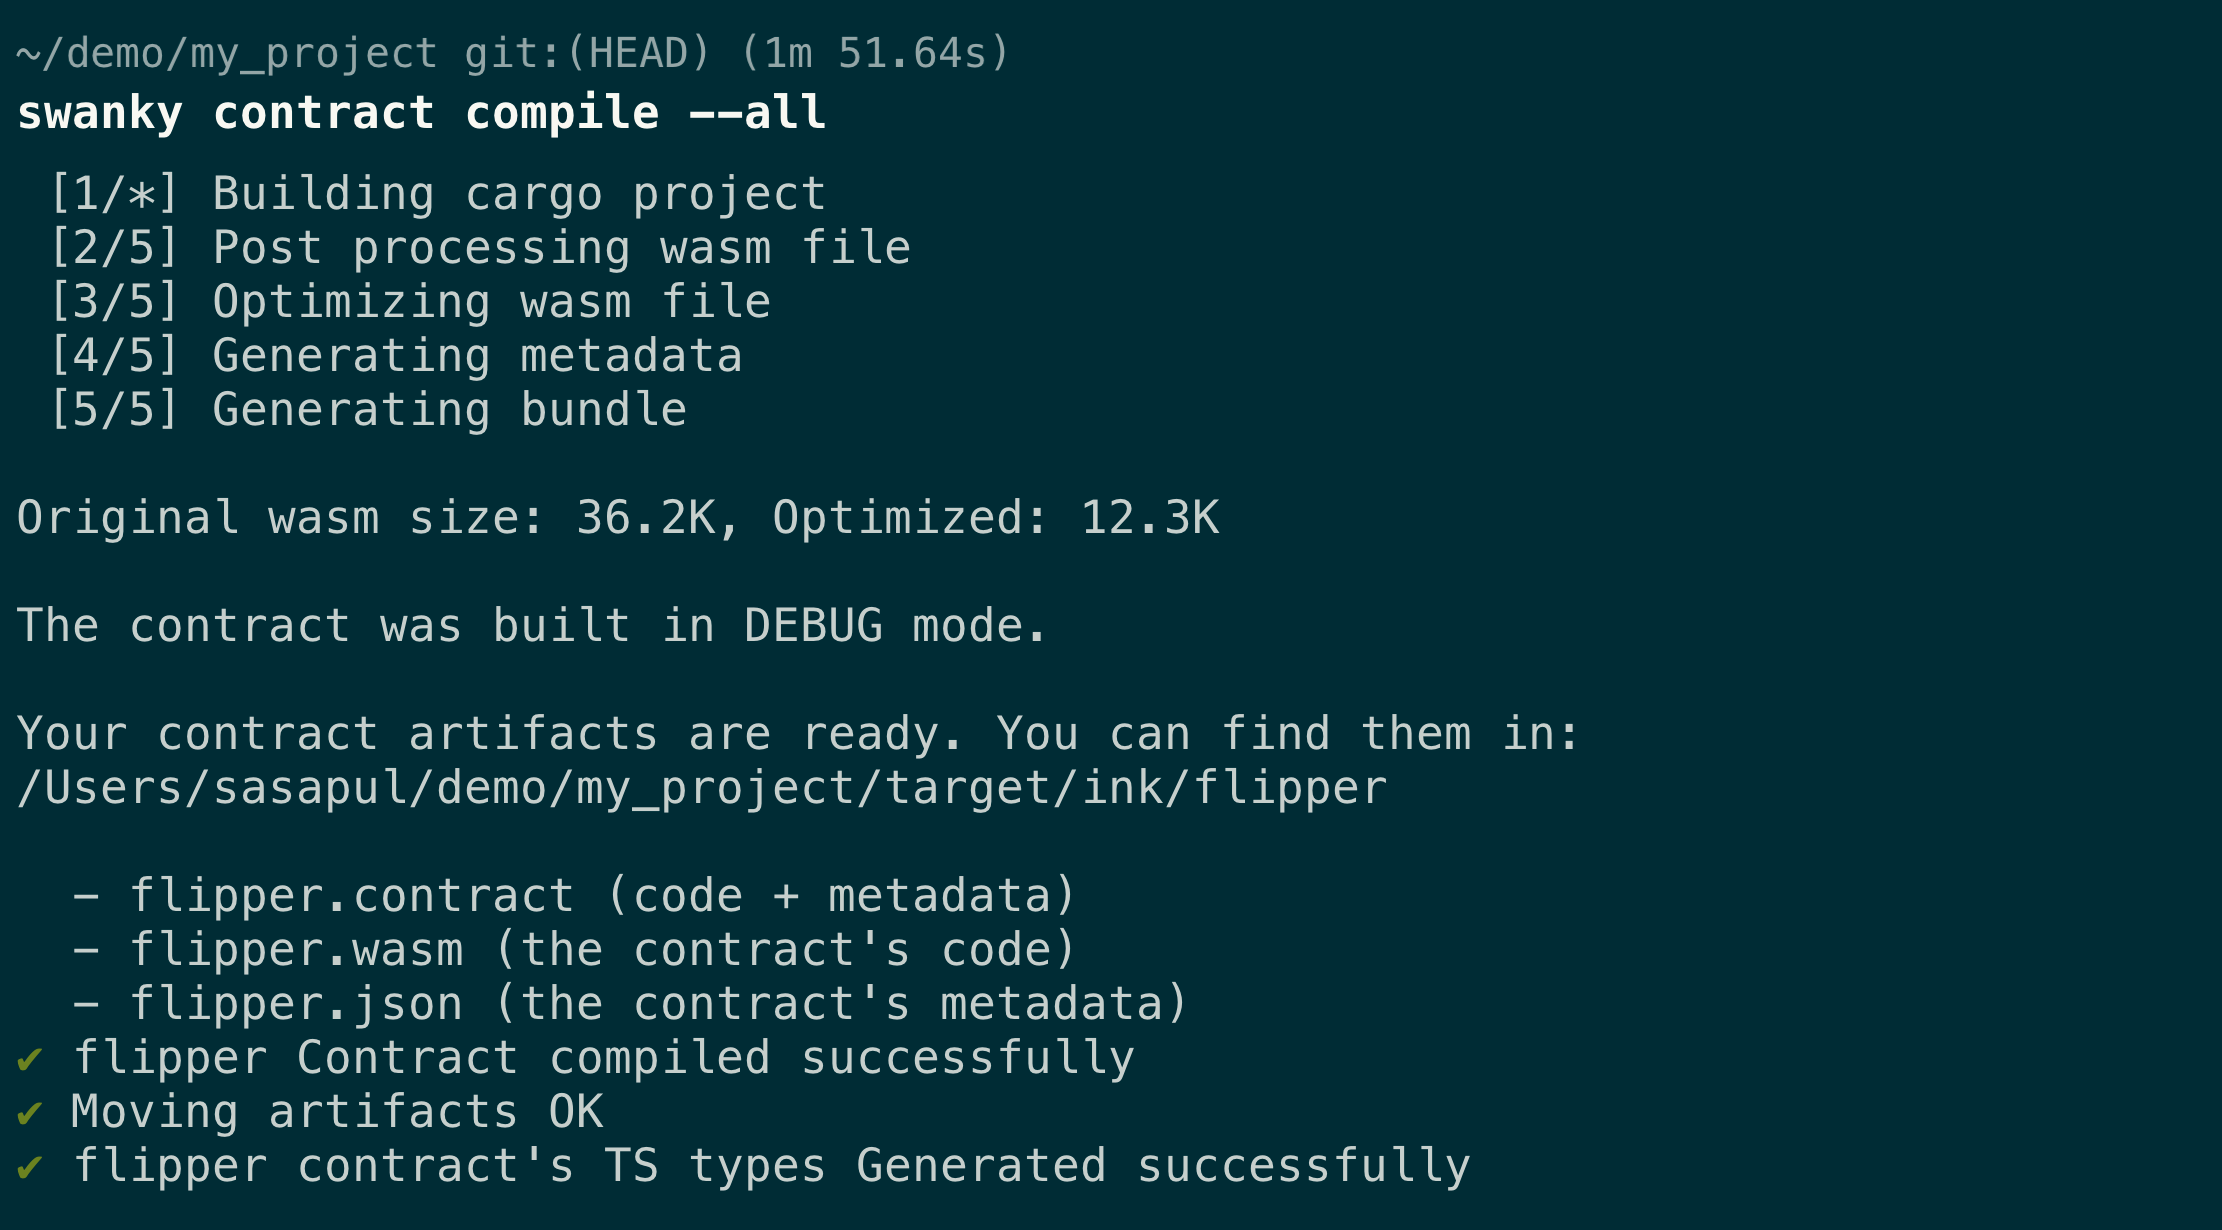 ~/demo/my_project git:(HEAD) (1m 51.64s)
swanky contract compile --all
[1/*] Building cargo project
[2/5] Post processing wasm file
[3/5] Optimizing wasm file
[4/5] Generating metadata
[5/5] Generating bundle
Original wasm size: 36.2K, Optimized: 12.3K
The contract was built in DEBUG mode.
Your contract artifacts are ready. You can find them in:
/Users/sasapul/demo/my_project/target/ink/flipper
- flipper.contract (code + metadata)
- flipper.wasm (the contract's code)
- flipper.json (the contract's metadata)
✔ flipper Contract compiled successfully
✔ Moving artifacts OK
✔ flipper contract's TS types Generated successfully